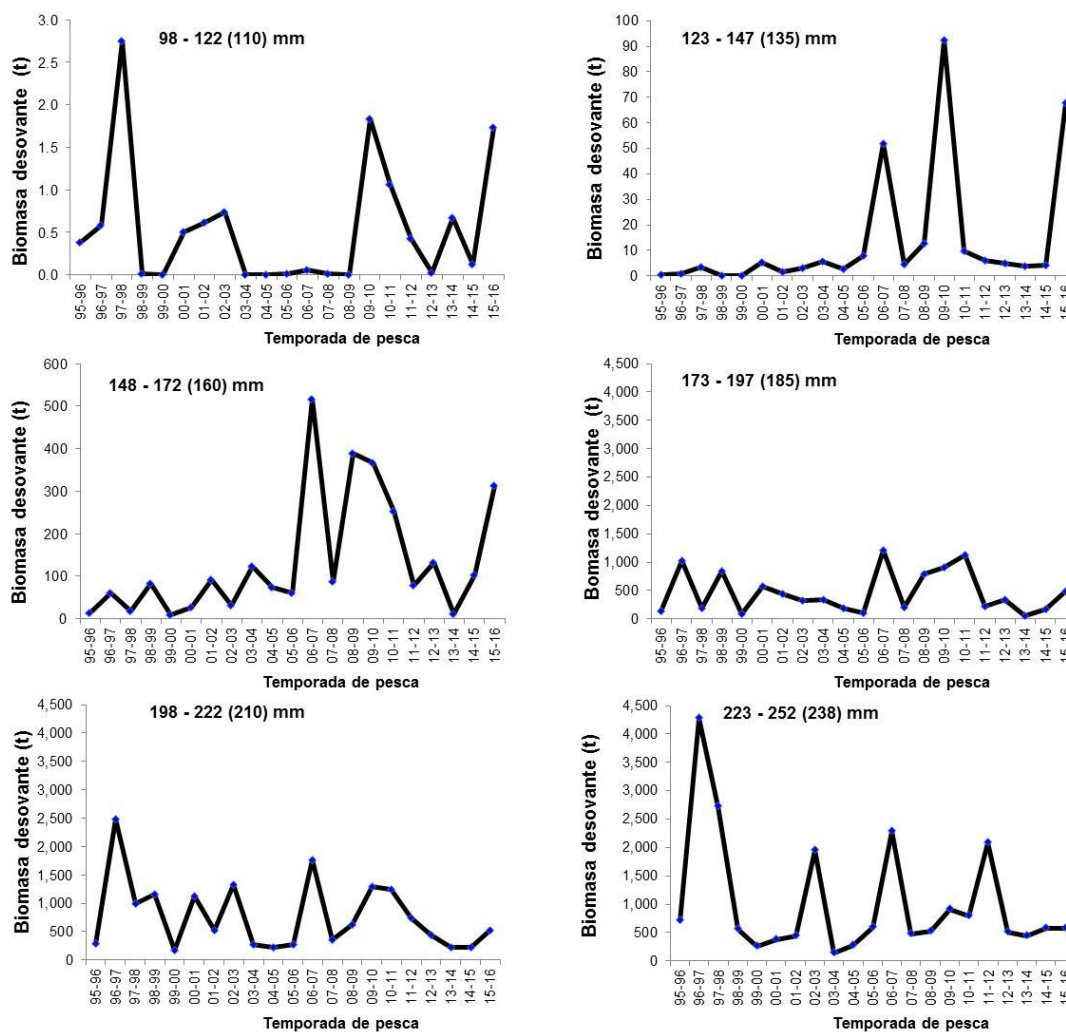 98 - 122 (110) mm
Biomasa desovante (t)
3.0
2.5
2.0
1.5
1.0
0.5
0.0
95-96 96-97 97-98 98-99 99-00 00-01 01-02 02-03 03-04 04-05 05-06 06-07 07-08 08-09 09-10 10-11 11-12 12-13 13-14 14-15 15-16
Temporada de pesca
123 - 147 (135) mm
Biomasa desovante (t)
100
90
80
70
60
50
40
30
20
10
0
95-96 96-97 97-98 98-99 99-00 00-01 01-02 02-03 03-04 04-05 05-06 06-07 07-08 08-09 09-10 10-11 11-12 12-13 13-14 14-15 15-16
Temporada de pesca
148 - 172 (160) mm
Biomasa desovante (t)
600
500
400
300
200
100
0
95-96 96-97 97-98 98-99 99-00 00-01 01-02 02-03 03-04 04-05 05-06 06-07 07-08 08-09 09-10 10-11 11-12 12-13 13-14 14-15 15-16
Temporada de pesca
173 - 197 (185) mm
Biomasa desovante (t)
4,500
4,000
3,500
3,000
2,500
2,000
1,500
1,000
500
0
95-96 96-97 97-98 98-99 99-00 00-01 01-02 02-03 03-04 04-05 05-06 06-07 07-08 08-09 09-10 10-11 11-12 12-13 13-14 14-15 15-16
Temporada de pesca
198 - 222 (210) mm
Biomasa desovante (t)
4,500
4,000
3,500
3,000
2,500
2,000
1,500
1,000
500
0
95-96 96-97 97-98 98-99 99-00 00-01 01-02 02-03 03-04 04-05 05-06 06-07 07-08 08-09 09-10 10-11 11-12 12-13 13-14 14-15 15-16
Temporada de pesca
223 - 252 (238) mm
Biomasa desovante (t)
4,500
4,000
3,500
3,000
2,500
2,000
1,500
1,000
500
0
95-96 96-97 97-98 98-99 99-00 00-01 01-02 02-03 03-04 04-05 05-06 06-07 07-08 08-09 09-10 10-11 11-12 12-13 13-14 14-15 15-16
Temporada de pesca